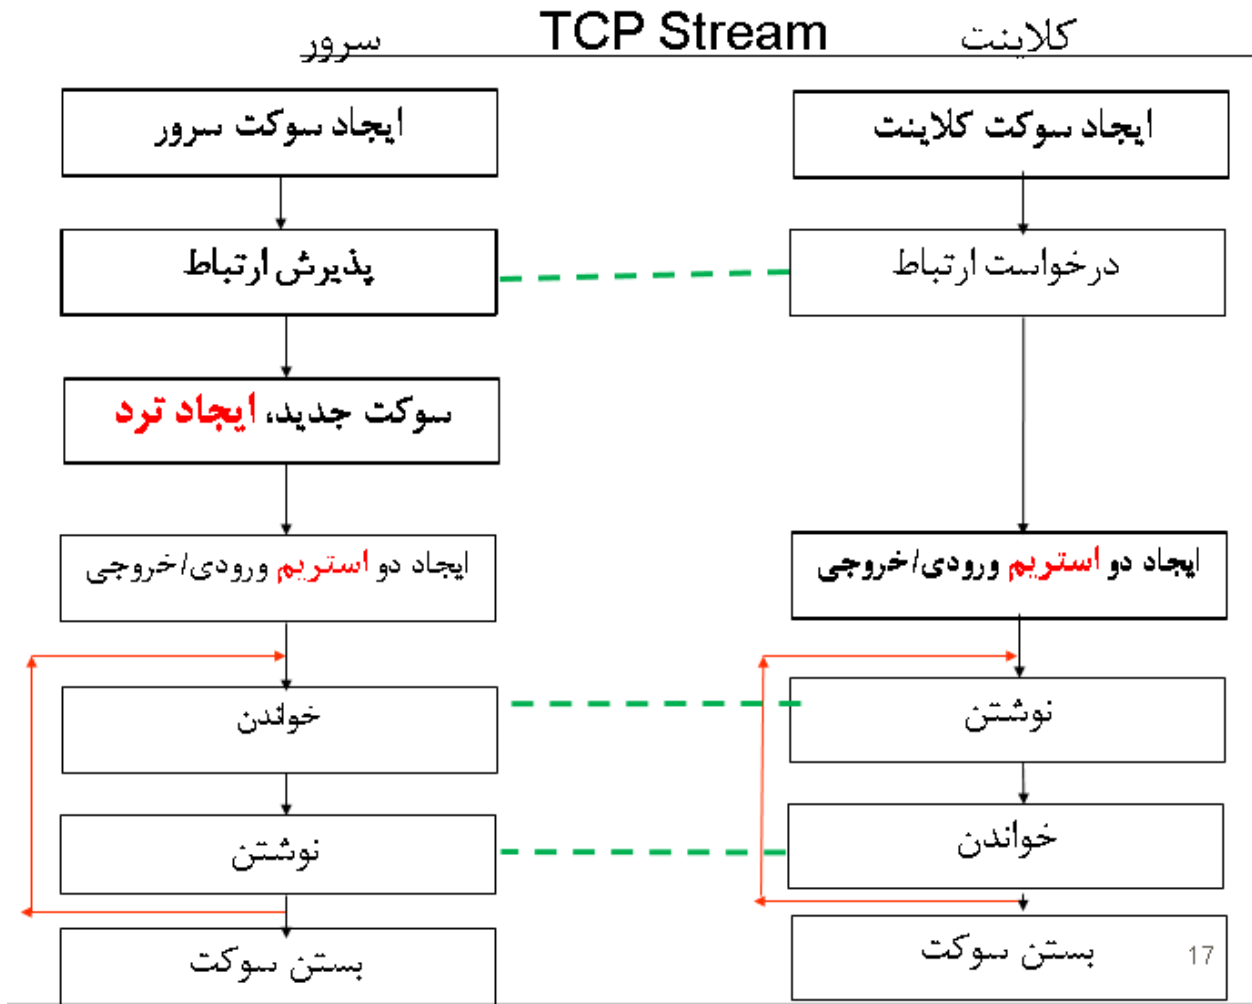 سرور TCP Stream کلاینت
ایجاد سوکت سرور
پذیرش ارتباط
سوکت جدید، ایجاد ترد
ایجاد دو استریم ورودی/خروجی
خواندن
نوشتن
بستن سوکت
ایجاد سوکت کلاینت
درخواست ارتباط
ایجاد دو استریم ورودی/خروجی
نوشتن
خواندن
بستن سوکت
17